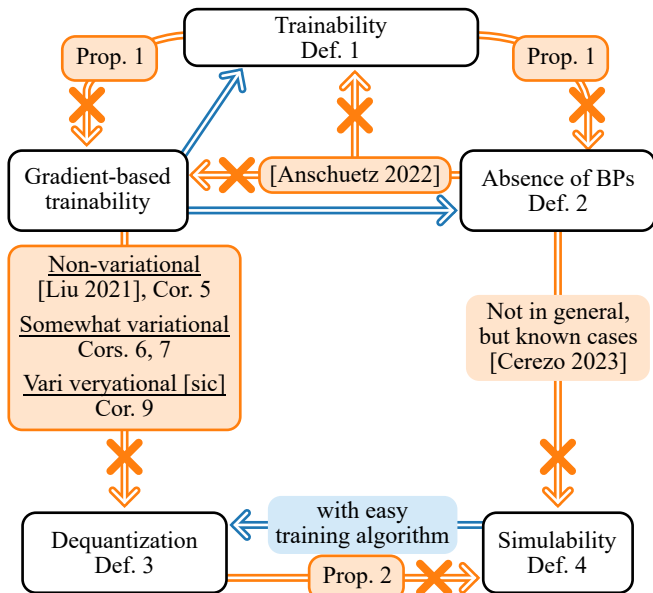 Trainability
Def. 1
Prop. 1
Prop. 1
Gradient-based
trainability
[Anschuetz 2022]
Absence of BPs
Def. 2
Non-variational
[Liu 2021], Cor. 5
Somewhat variational
Cors. 6, 7
Vari veryational [sic]
Cor. 9
Not in general,
but known cases
[Cerezo 2023]
with easy
training algorithm
Dequantization
Def. 3
Prop. 2
Simulability
Def. 4